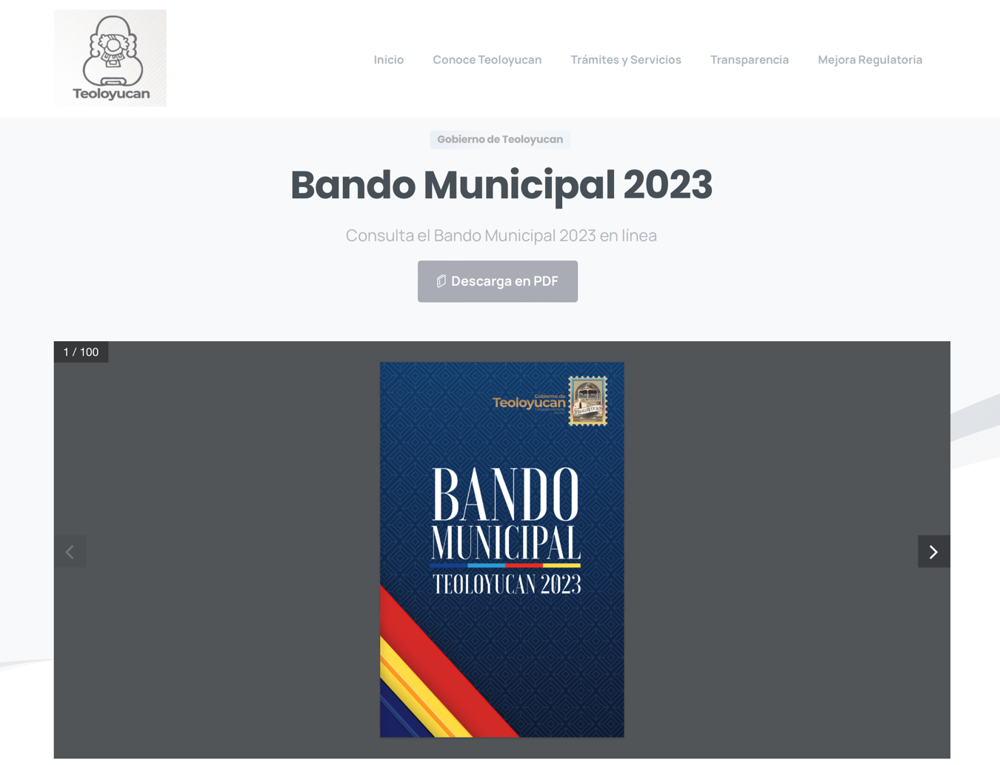 Teoloyucan
Inicio
Conoce Teoloyucan
Trámites y Servicios
Transparencia
Mejora Regulatoria
Gobierno de Teoloyucan
Bando Municipal 2023
Consulta el Bando Municipal 2023 en línea
Descarga en PDF
1 / 100
Gobierno de
Teoloyucan
TEOLOYUCAN
BANDO
MUNICIPAL
TEOLOYUCAN 2023